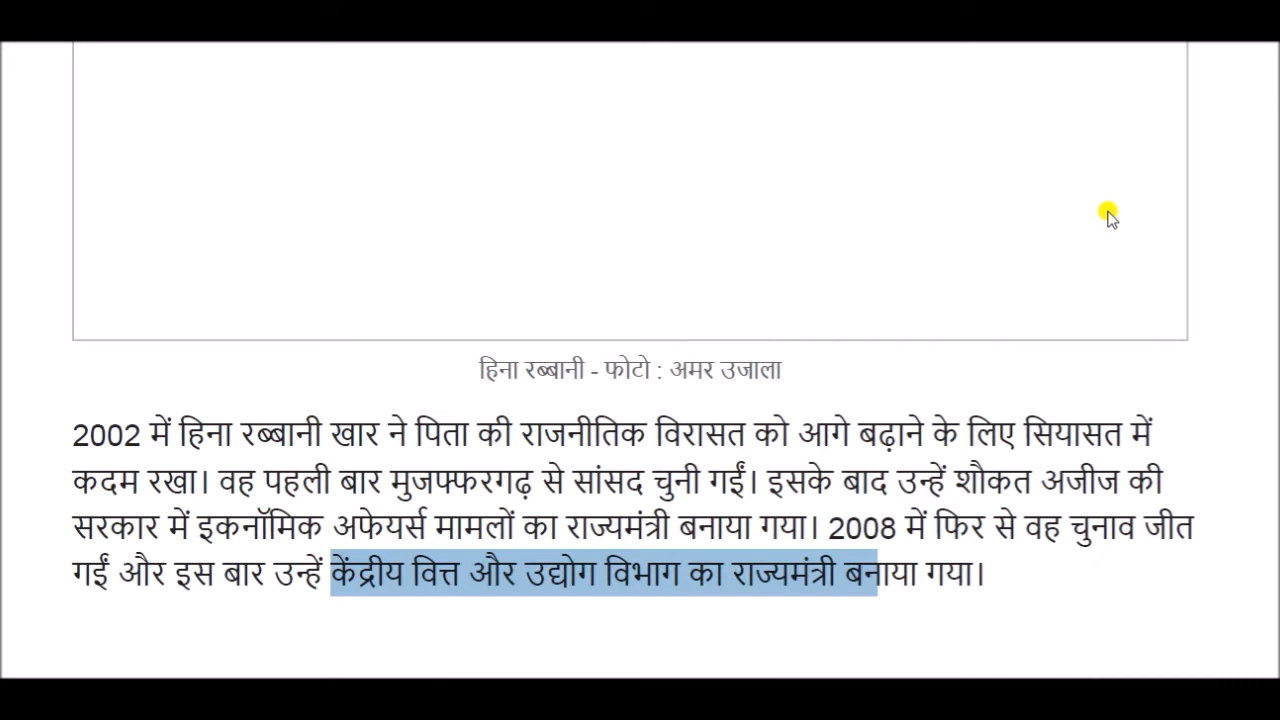 हिना रब्बानी - फोटो : अमर उजाला
2002 में हिना रब्बानी खार ने पिता की राजनीतिक विरासत को आगे बढ़ाने के लिए सियासत में
कदम रखा। वह पहली बार मुजफ्फरगढ़ से सांसद चुनी गईं। इसके बाद उन्हें शौकत अजीज की
सरकार में इकनॉमिक अफेयर्स मामलों का राज्यमंत्री बनाया गया। 2008 में फिर से वह चुनाव जीत
गईं और इस बार उन्हें केंद्रीय वित्त और उद्योग विभाग का राज्यमंत्री बनाया गया।